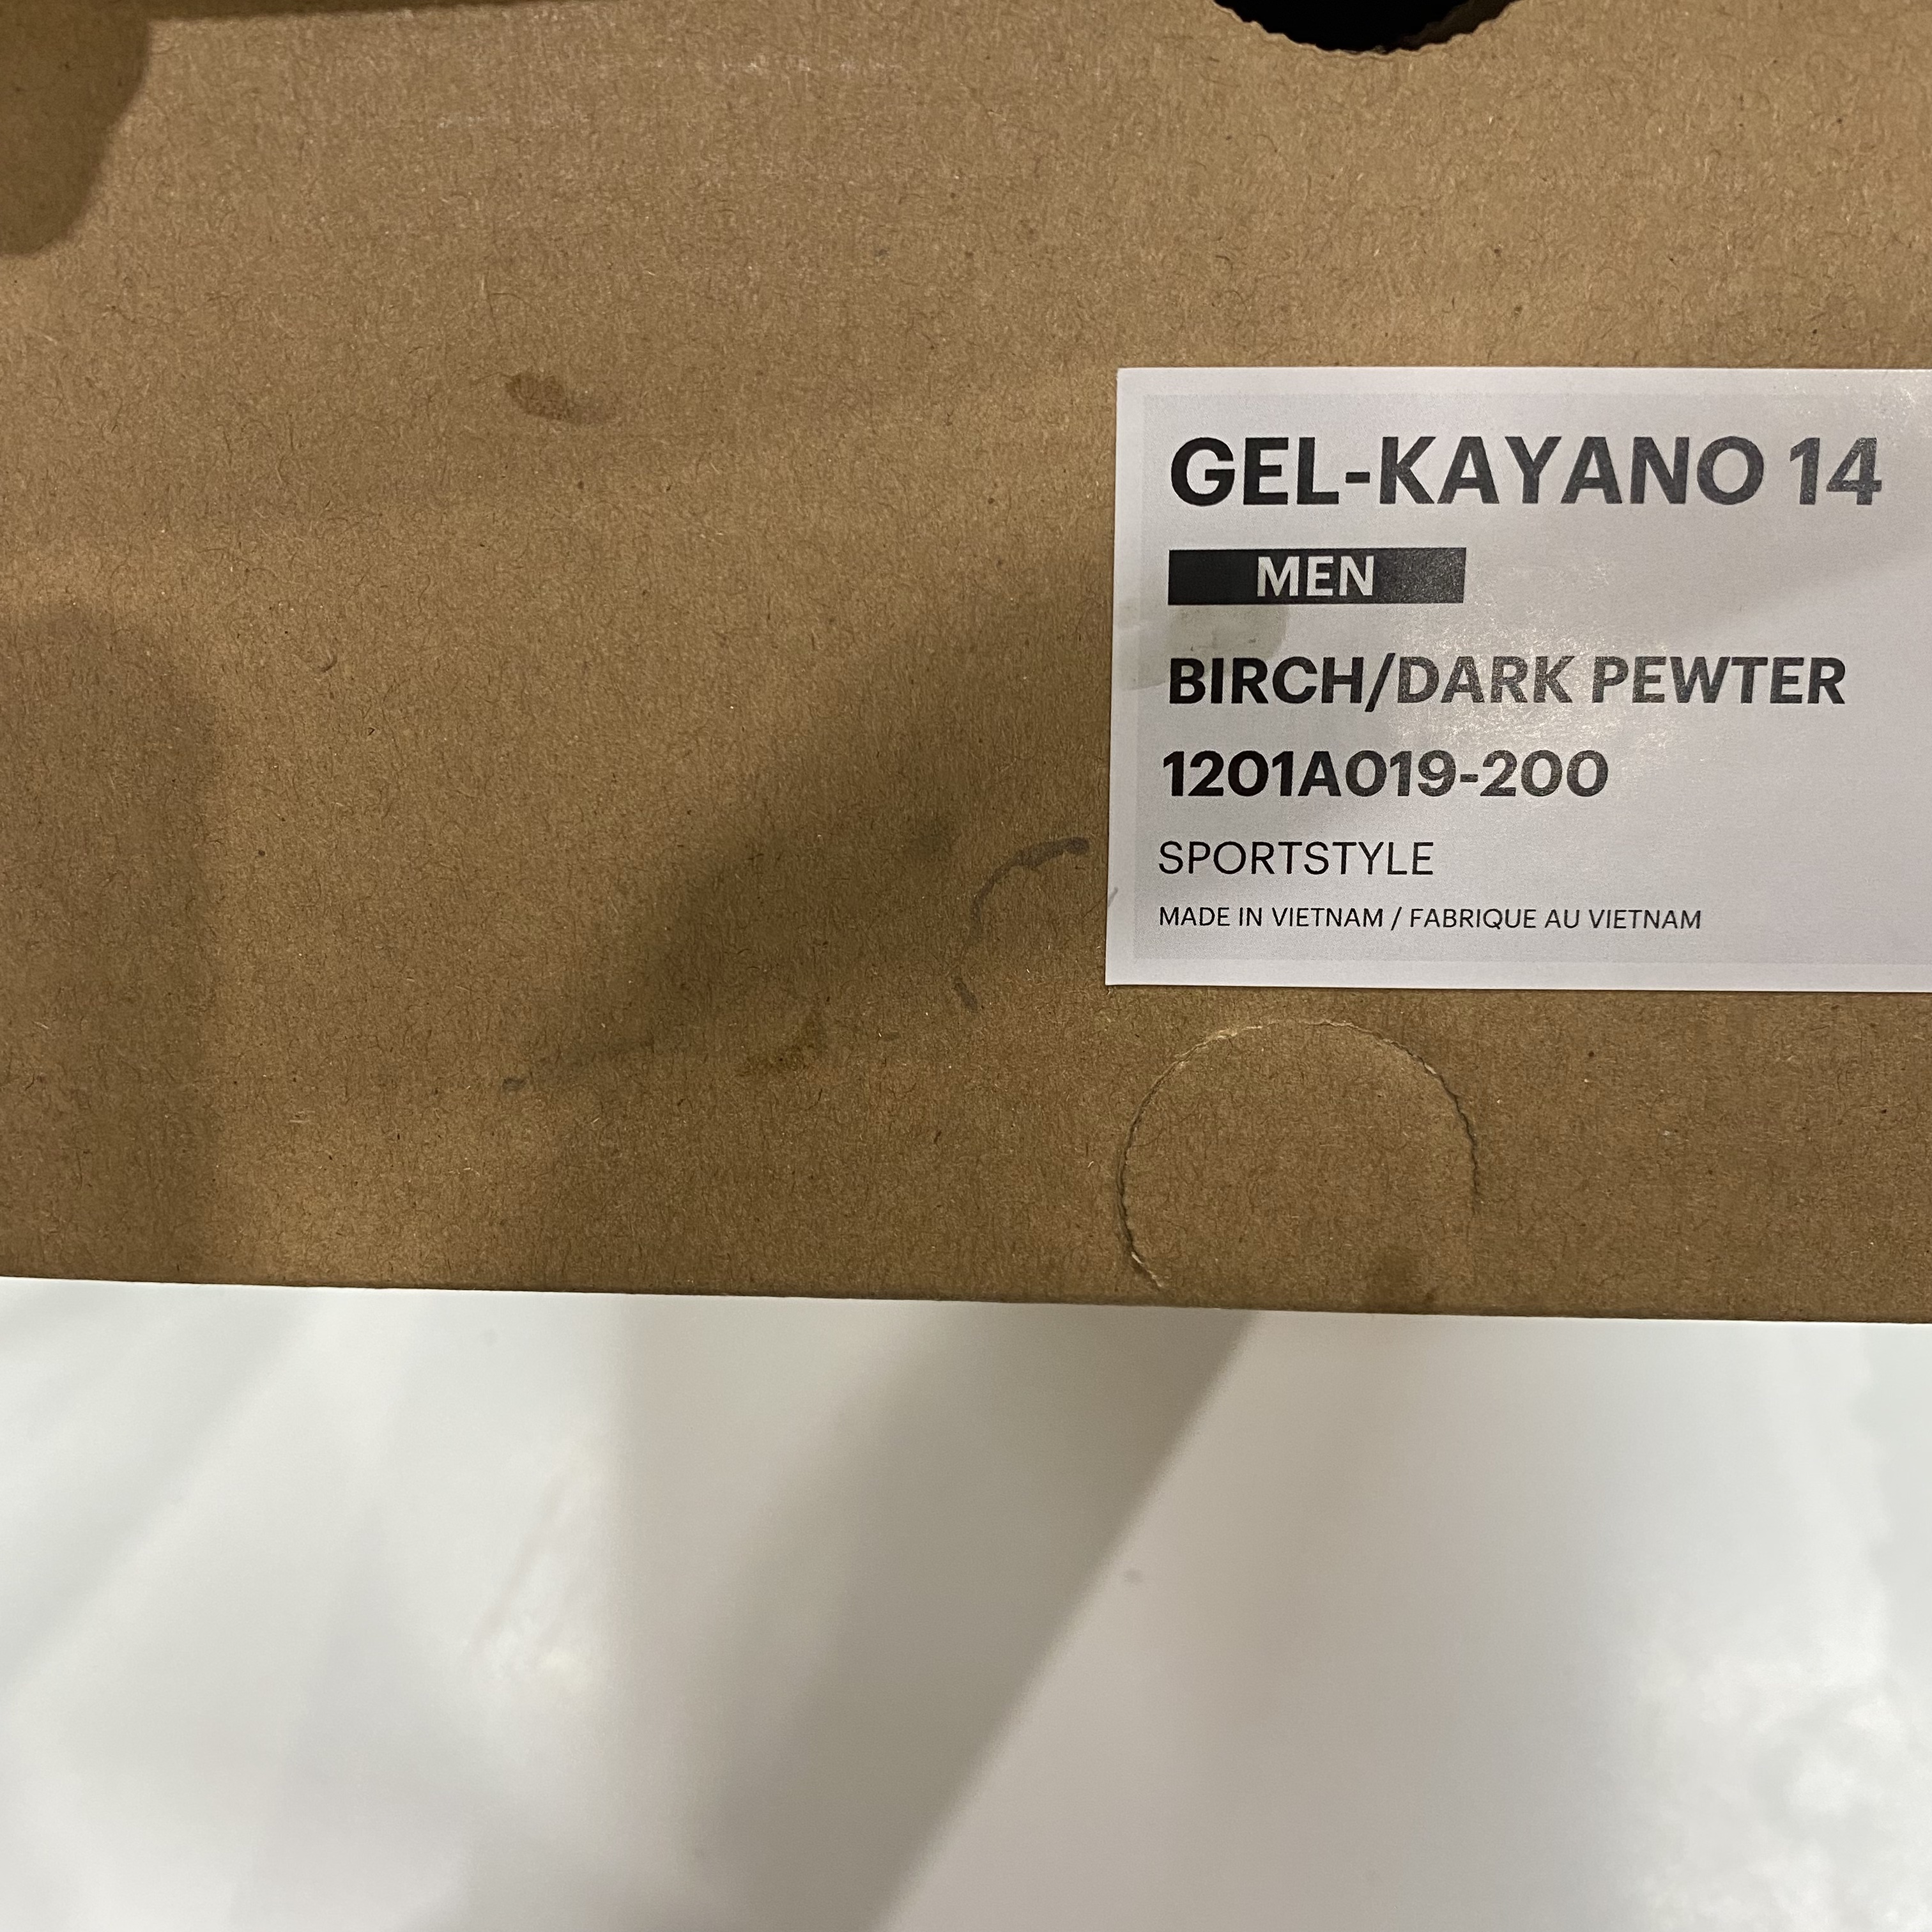 GEL-KAYANO 14
MEN
BIRCH/DARK PEWTER
1201A019-200
SPORTSTYLE
MADE IN VIETNAM / FABRIQUE AU VIETNAM